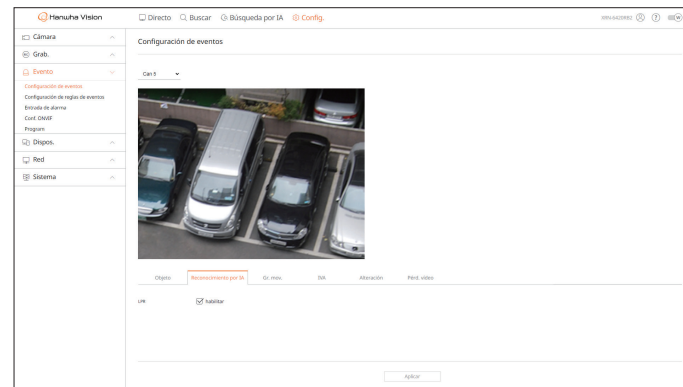 Hanwha Vision
Directo Buscar Búsqueda por IA Config.
Cámara
Grab.
Evento
Configuración de eventos
Configuración de reglas de eventos
Entrada de alarma
Conf. ONVIF
Program
Dispos.
Red
Sistema
Configuración de eventos
Can 5
Objeto Reconocimiento por IA Gr. mov. IVA Alteración Pérd. vídeo
LPR habilitar
Aplicar